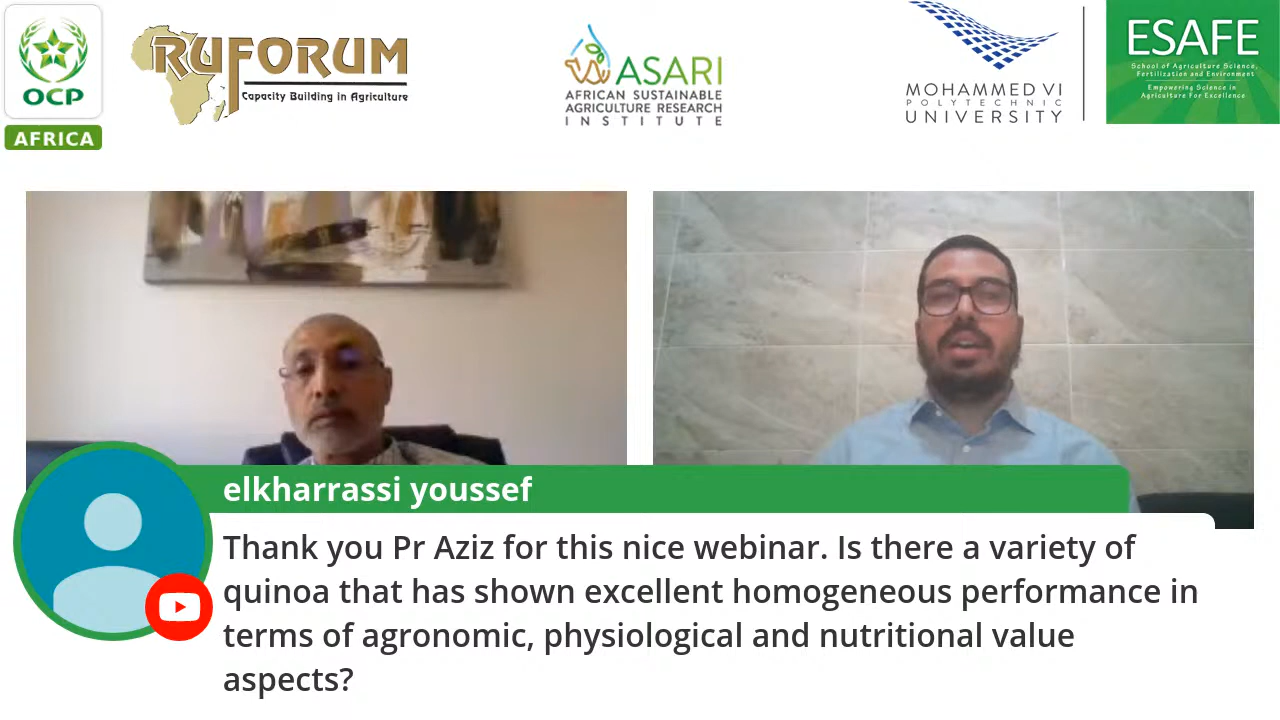 OCP
AFRICA
RUFORUM
Capacity Building in Agriculture
ASARI
AFRICAN SUSTAINABLE
AGRICULTURE RESEARCH
INSTITUTE
MOHAMMED VI
POLYTECHNIC
UNIVERSITY
ESAFE
School of Agriculture Science,
Fertilization and Environment
Empowering Science in
Agriculture For Excellence
elkharrassi youssef
Thank you Pr Aziz for this nice webinar. Is there a variety of
quinoa that has shown excellent homogeneous performance in
terms of agronomic, physiological and nutritional value
aspects?